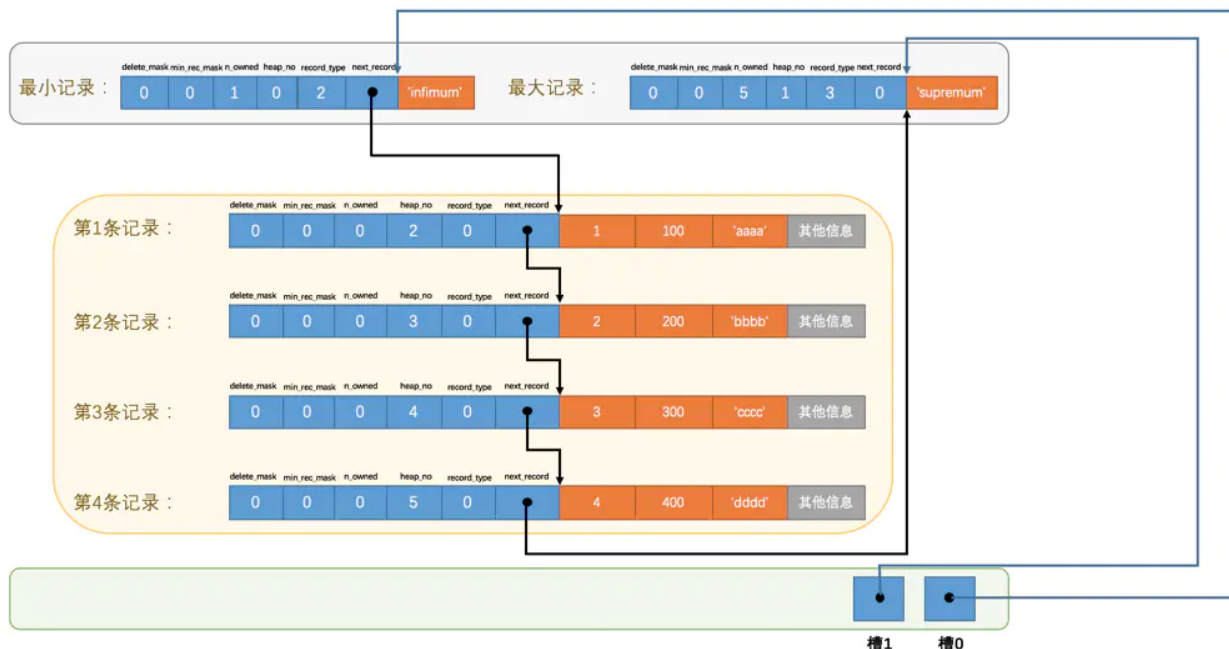 delete_mask min_rec_mask n_owned heap_no record_type next_record
最小记录： 0 0 1 0 2 'infimum'
delete_mask min_rec_mask n_owned heap_no record_type next_record
最大记录： 0 0 5 1 3 0 'supremum'
delete_mask min_rec_mask n_owned heap_no record_type next_record
第1条记录： 0 0 0 2 0 1 100 'aaaa' 其他信息
delete_mask min_rec_mask n_owned heap_no record_type next_record
第2条记录： 0 0 0 3 0 2 200 'bbbb' 其他信息
delete_mask min_rec_mask n_owned heap_no record_type next_record
第3条记录： 0 0 0 4 0 3 300 'cccc' 其他信息
delete_mask min_rec_mask n_owned heap_no record_type next_record
第4条记录： 0 0 0 5 0 4 400 'dddd' 其他信息
槽1 槽0